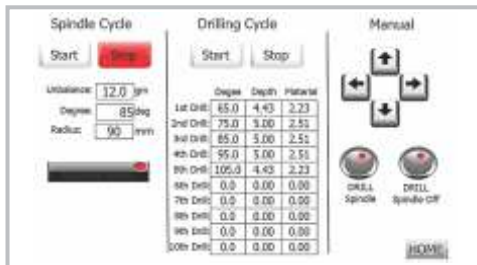 Spindle Cycle
Start Stop
Unbalance: 12.0 gm
Degree: 85 deg
Radius: 90 mm
Drilling Cycle
Start Stop
Degree Depth Material
1st Drill: 65.0 4.43 2.23
2nd Drill: 75.0 5.00 2.51
3rd Drill: 85.0 5.00 2.51
4th Drill: 95.0 5.00 2.51
5th Drill: 105.0 4.43 2.23
6th Drill: 0.0 0.00 0.00
7th Drill: 0.0 0.00 0.00
8th Drill: 0.0 0.00 0.00
9th Drill: 0.0 0.00 0.00
10th Drill: 0.0 0.00 0.00
Manual
DRILL
Spindle
DRILL
Spindle Off
HOME